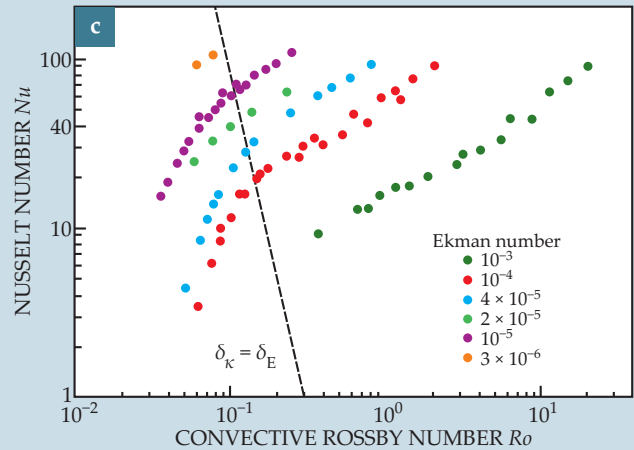 c
NUSSELT NUMBER Nu
100
40
10
1
δκ = δE
Ekman number
10⁻³
10⁻⁴
4 × 10⁻⁵
2 × 10⁻⁵
10⁻⁵
3 × 10⁻⁶
10⁻² 10⁻¹ 10⁰ 10¹
CONVECTIVE ROSSBY NUMBER Ro